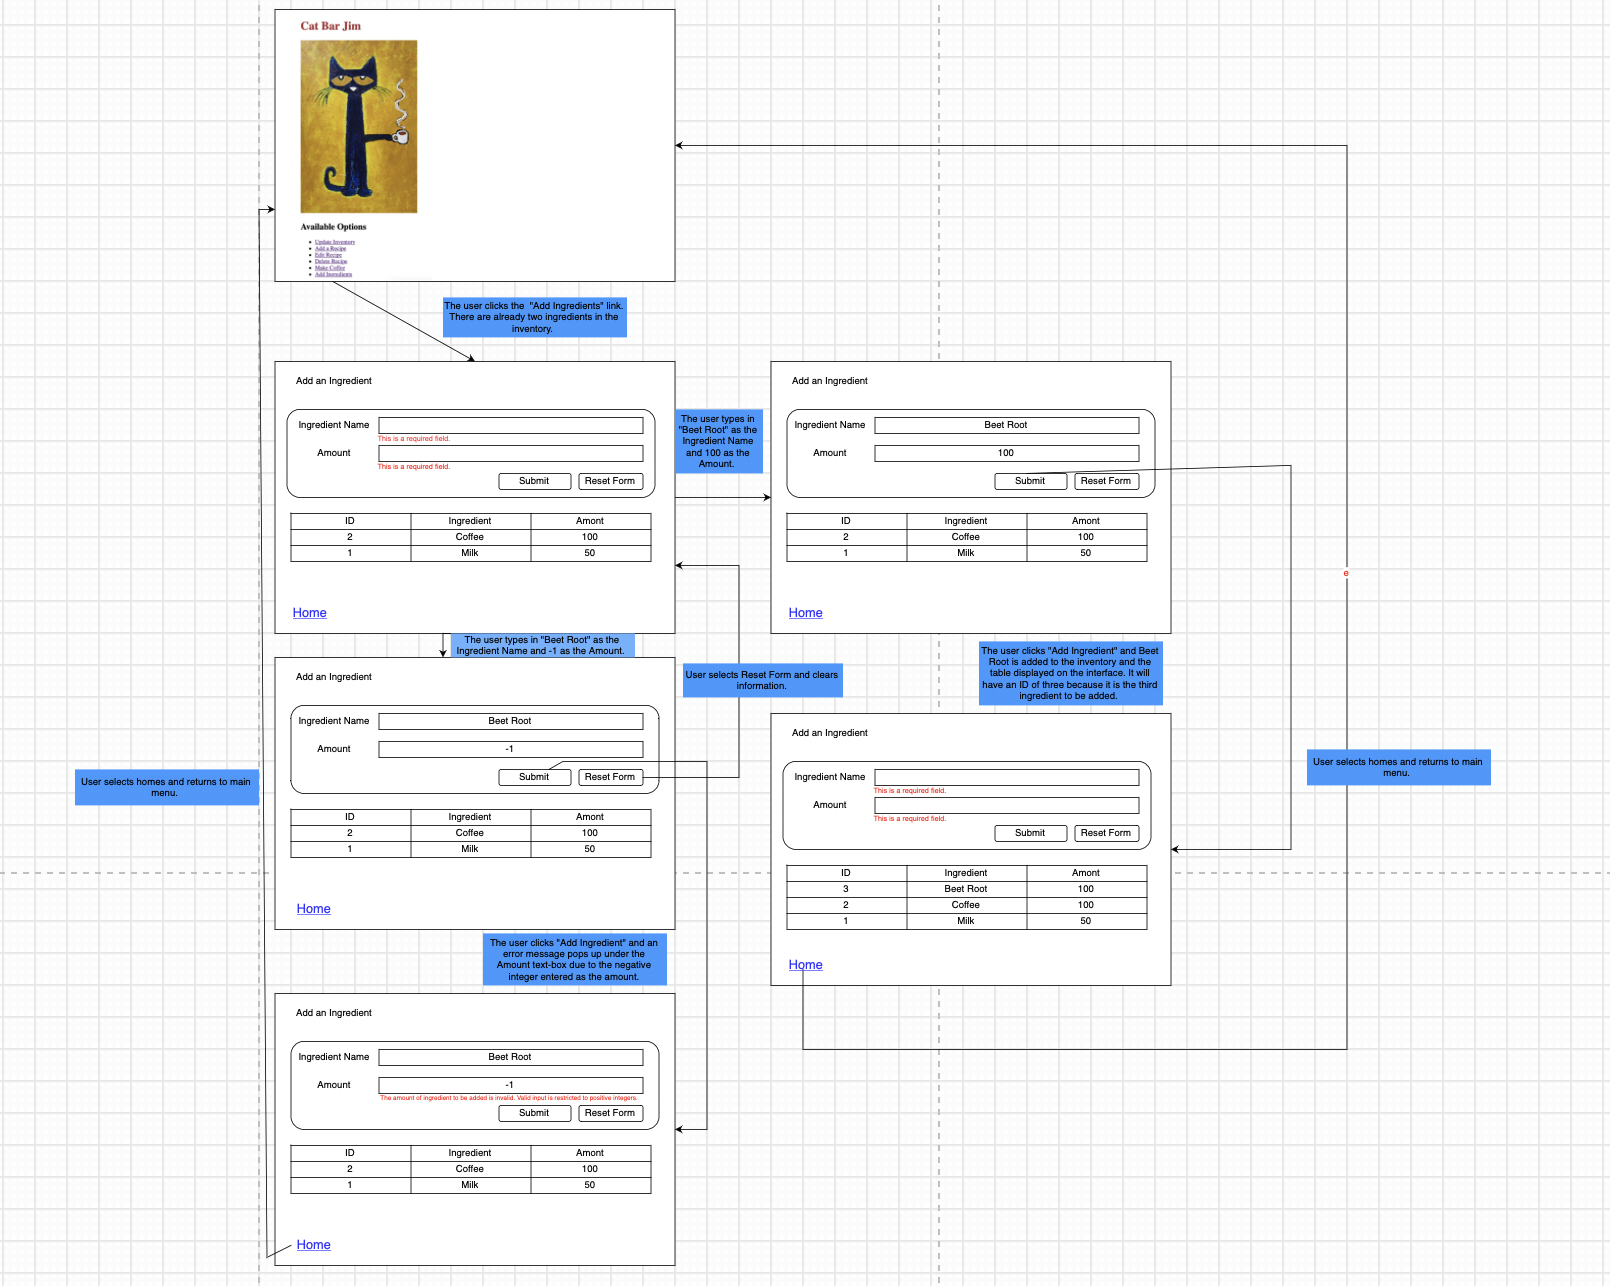 Cat Bar Jim
Available Options
Update Inventory
Add a Recipe
Edit Recipe
Delete Recipe
Make Coffee
Add Ingredients
The user clicks the "Add Ingredients" link.
There are already two ingredients in the
inventory.
Add an Ingredient
Ingredient Name
This is a required field.
Amount
This is a required field.
Submit Reset Form
ID Ingredient Amont
2 Coffee 100
1 Milk 50
Home
The user types in
"Beet Root" as the
Ingredient Name
and 100 as the
Amount.
Add an Ingredient
Ingredient Name Beet Root
Amount 100
Submit Reset Form
ID Ingredient Amont
2 Coffee 100
1 Milk 50
Home
e
The user types in "Beet Root" as the
Ingredient Name and -1 as the Amount.
User selects Reset Form and clears
information.
The user clicks "Add Ingredient" and Beet
Root is added to the inventory and the
table displayed on the interface. It will
have an ID of three because it is the third
ingredient to be added.
Add an Ingredient
Ingredient Name Beet Root
Amount -1
Submit Reset Form
ID Ingredient Amont
2 Coffee 100
1 Milk 50
Home
User selects homes and returns to main
menu.
Add an Ingredient
Ingredient Name
This is a required field.
Amount
This is a required field.
Submit Reset Form
ID Ingredient Amont
3 Beet Root 100
2 Coffee 100
1 Milk 50
Home
User selects homes and returns to main
menu.
The user clicks "Add Ingredient" and an
error message pops up under the
Amount text-box due to the negative
integer entered as the amount.
Add an Ingredient
Ingredient Name Beet Root
Amount -1
The amount of ingredient to be added is invalid. Valid input is restricted to positive integers.
Submit Reset Form
ID Ingredient Amont
2 Coffee 100
1 Milk 50
Home